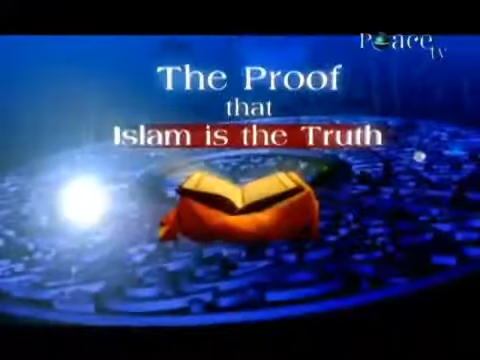 Peace
tv
The Proof
that
Islam is the Truth